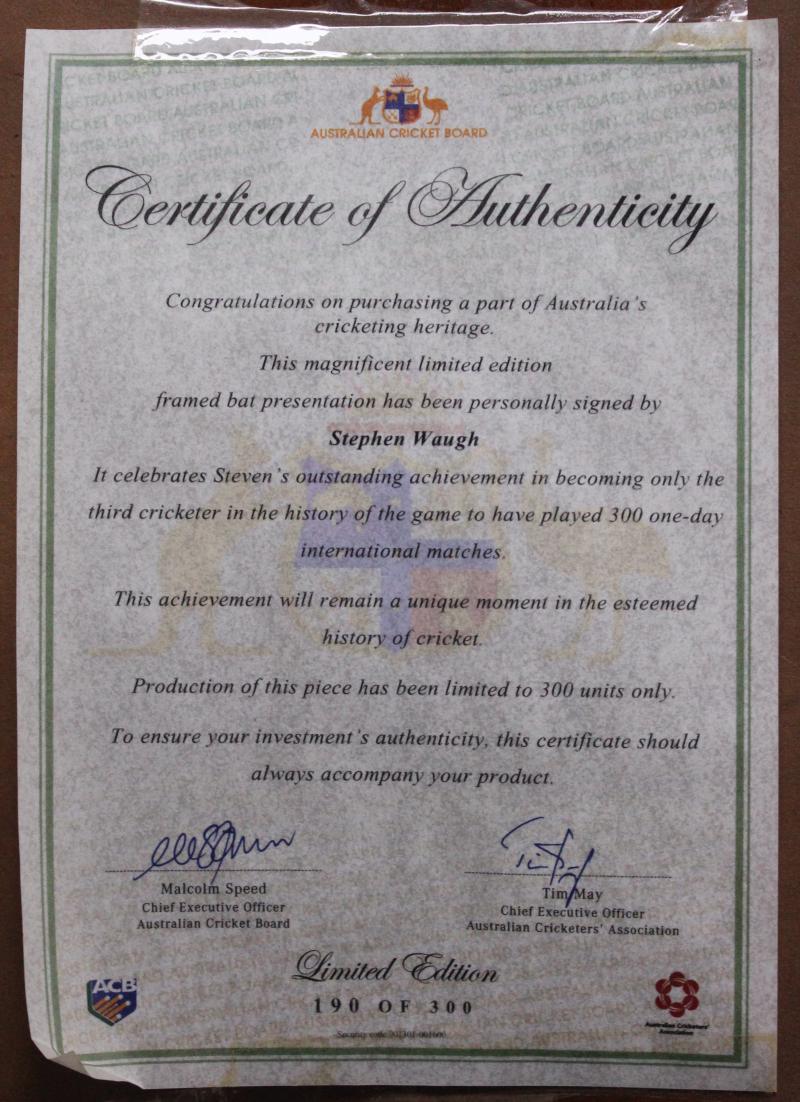 AUSTRALIAN CRICKET BOARD
Certificate of Authenticity
Congratulations on purchasing a part of Australia's
cricketing heritage.
This magnificent limited edition
framed bat presentation has been personally signed by
Stephen Waugh
It celebrates Steven's outstanding achievement in becoming only the
third cricketer in the history of the game to have played 300 one-day
international matches.
This achievement will remain a unique moment in the esteemed
history of cricket.
Production of this piece has been limited to 300 units only.
To ensure your investment's authenticity, this certificate should
always accompany your product.
Malcolm Speed
Chief Executive Officer
Australian Cricket Board
Tim May
Chief Executive Officer
Australian Cricketers' Association
Limited Edition
190 OF 300
Security code
ACB
Australian Cricketers'
Association